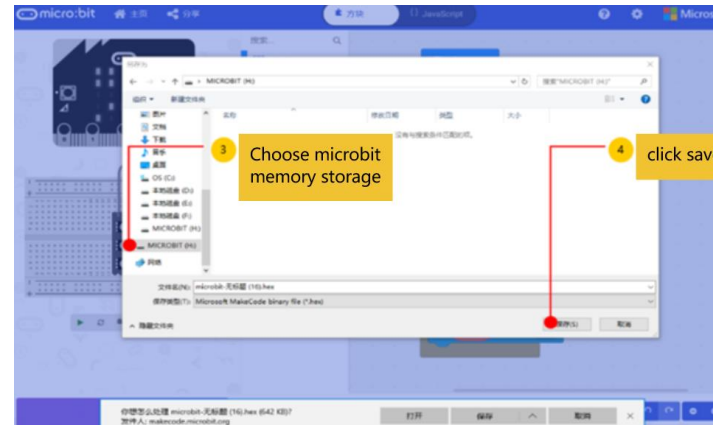 micro:bit 主页 分享 方块 JavaScript Micros
搜索...
另存为
MICROBIT (H:) 搜索"MICROBIT (H:)"
组织 新建文件夹
名称 修改日期 类型 大小
没有与搜索条件匹配的项。
图片
文档
下载
音乐
桌面
OS (C:)
本地磁盘 (D:)
本地磁盘 (E:)
本地磁盘 (F:)
MICROBIT (H:)
MICROBIT (H:)
网络
3 Choose microbit
memory storage
4 click sav
文件名(N): microbit-无标题 (16).hex
保存类型(T): Microsoft MakeCode binary file (*.hex)
隐藏文件夹 保存(S) 取消
你想怎么处理 microbit-无标题 (16).hex (642 KB)?
发件人: makecode.microbit.org
打开 保存 取消